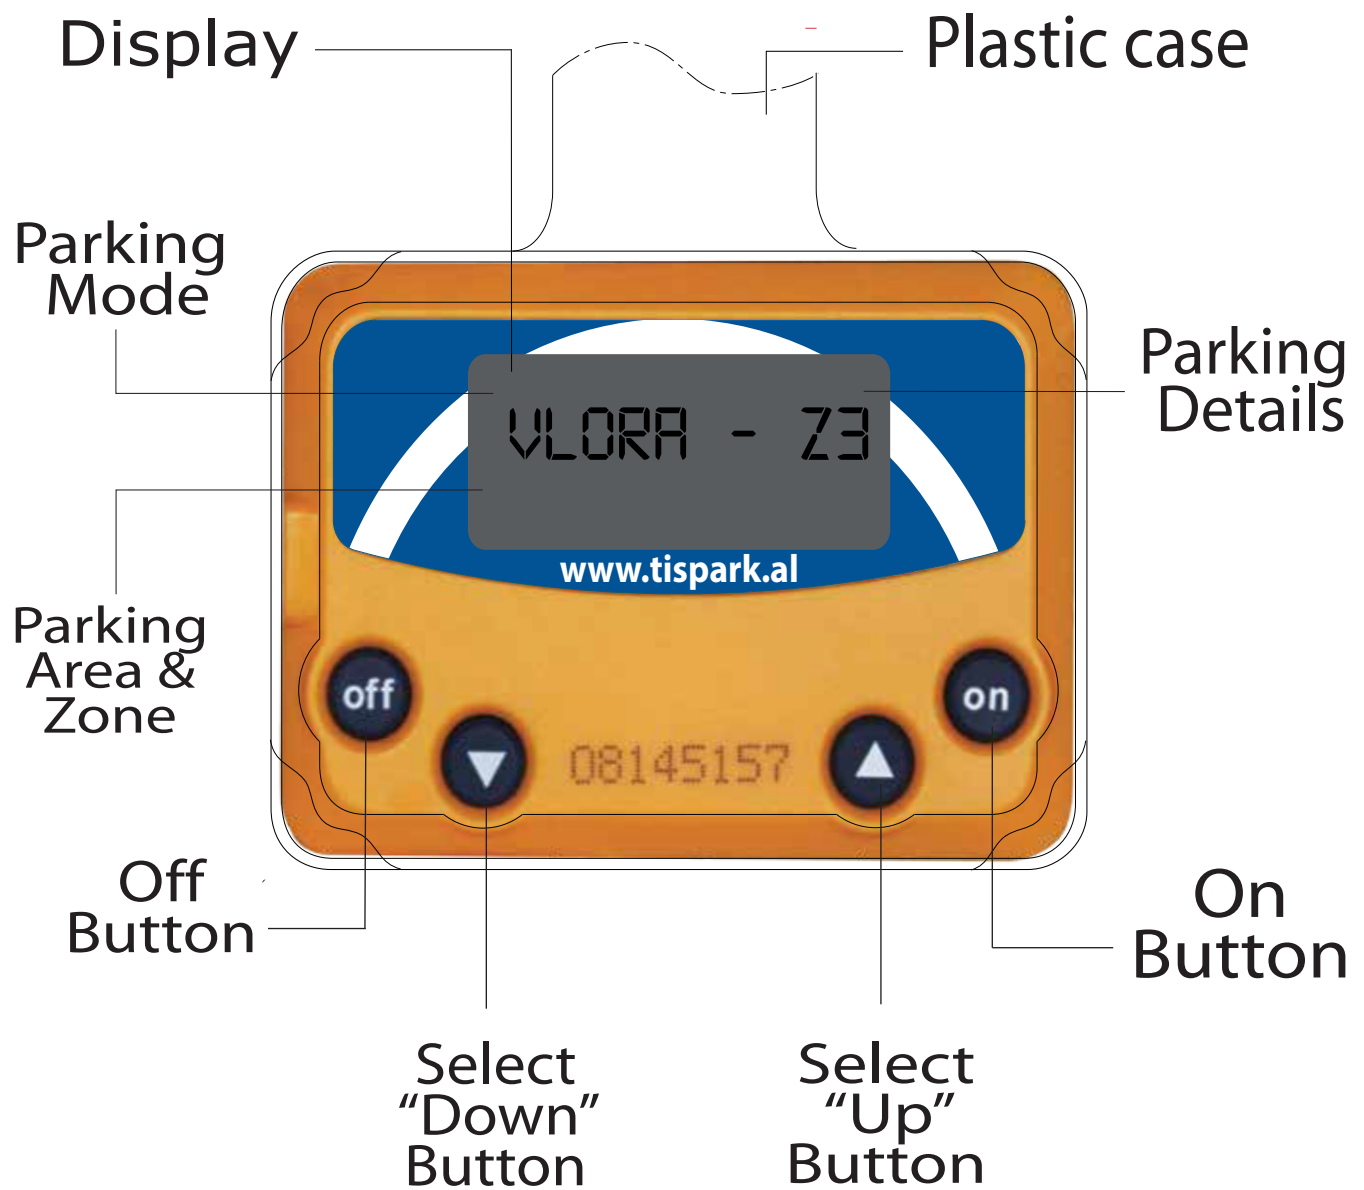 Display
Plastic case
Parking
Mode
Parking
Details
VLORA - Z3
www.tispark.al
Parking
Area &
Zone
off
on
08145157
Off
Button
On
Button
Select
“Down”
Button
Select
“Up”
Button